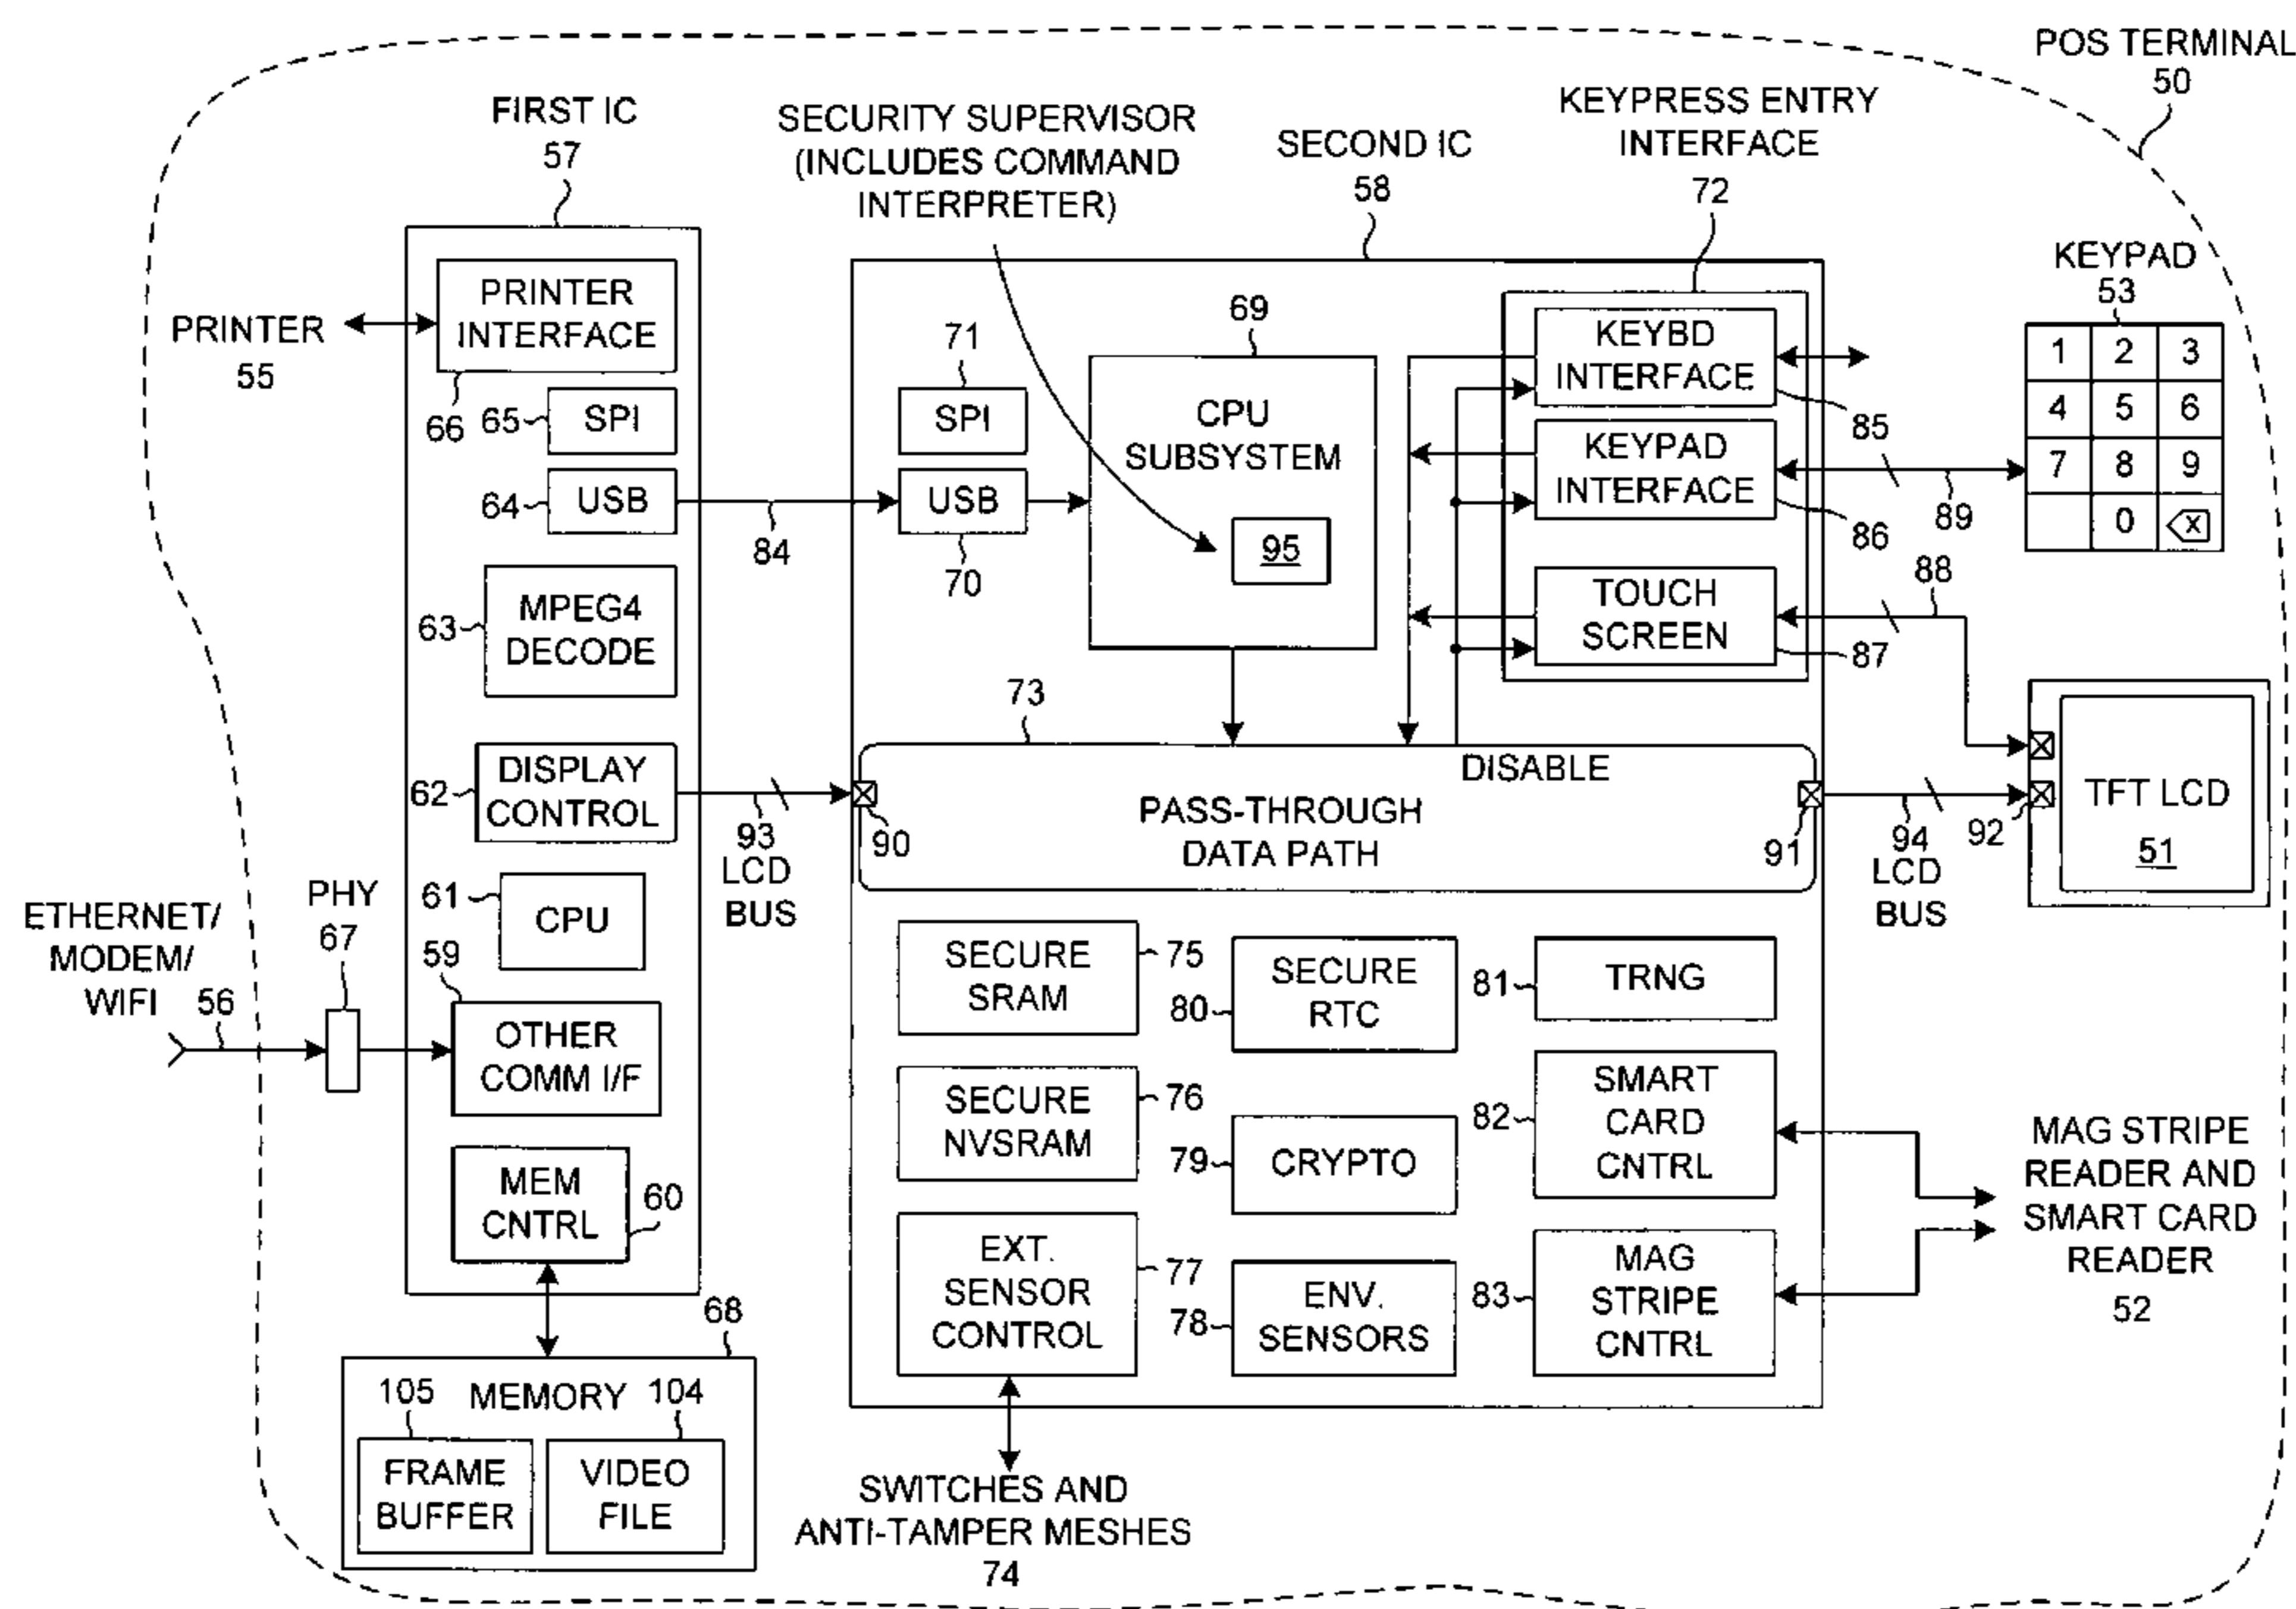 POS TERMINAL
50
FIRST IC
57
SECURITY SUPERVISOR
(INCLUDES COMMAND
INTERPRETER)
SECOND IC
58
KEYPRESS ENTRY
INTERFACE
72
KEYPAD
53
1 2 3
4 5 6
7 8 9
0 X
PRINTER
55
PRINTER
INTERFACE
66
65
SPI
64
USB
84
63
MPEG4
DECODE
62
DISPLAY
CONTROL
93
LCD
BUS
61
CPU
59
OTHER
COMM I/F
MEM
CNTRL
60
ETHERNET/
MODEM/
WIFI
56
PHY
67
68
MEMORY
105
FRAME
BUFFER
104
VIDEO
FILE
71
SPI
USB
70
69
CPU
SUBSYSTEM
95
KEYBD
INTERFACE
85
KEYPAD
INTERFACE
86
89
TOUCH
SCREEN
87
88
73
DISABLE
PASS-THROUGH
DATA PATH
90
91
94
LCD
BUS
92
TFT LCD
51
SECURE
SRAM
75
SECURE
NVSRAM
76
EXT.
SENSOR
CONTROL
77
SECURE
RTC
80
79
CRYPTO
78
ENV.
SENSORS
81
TRNG
82
SMART
CARD
CNTRL
83
MAG
STRIPE
CNTRL
MAG STRIPE
READER AND
SMART CARD
READER
52
SWITCHES AND
ANTI-TAMPER MESHES
74